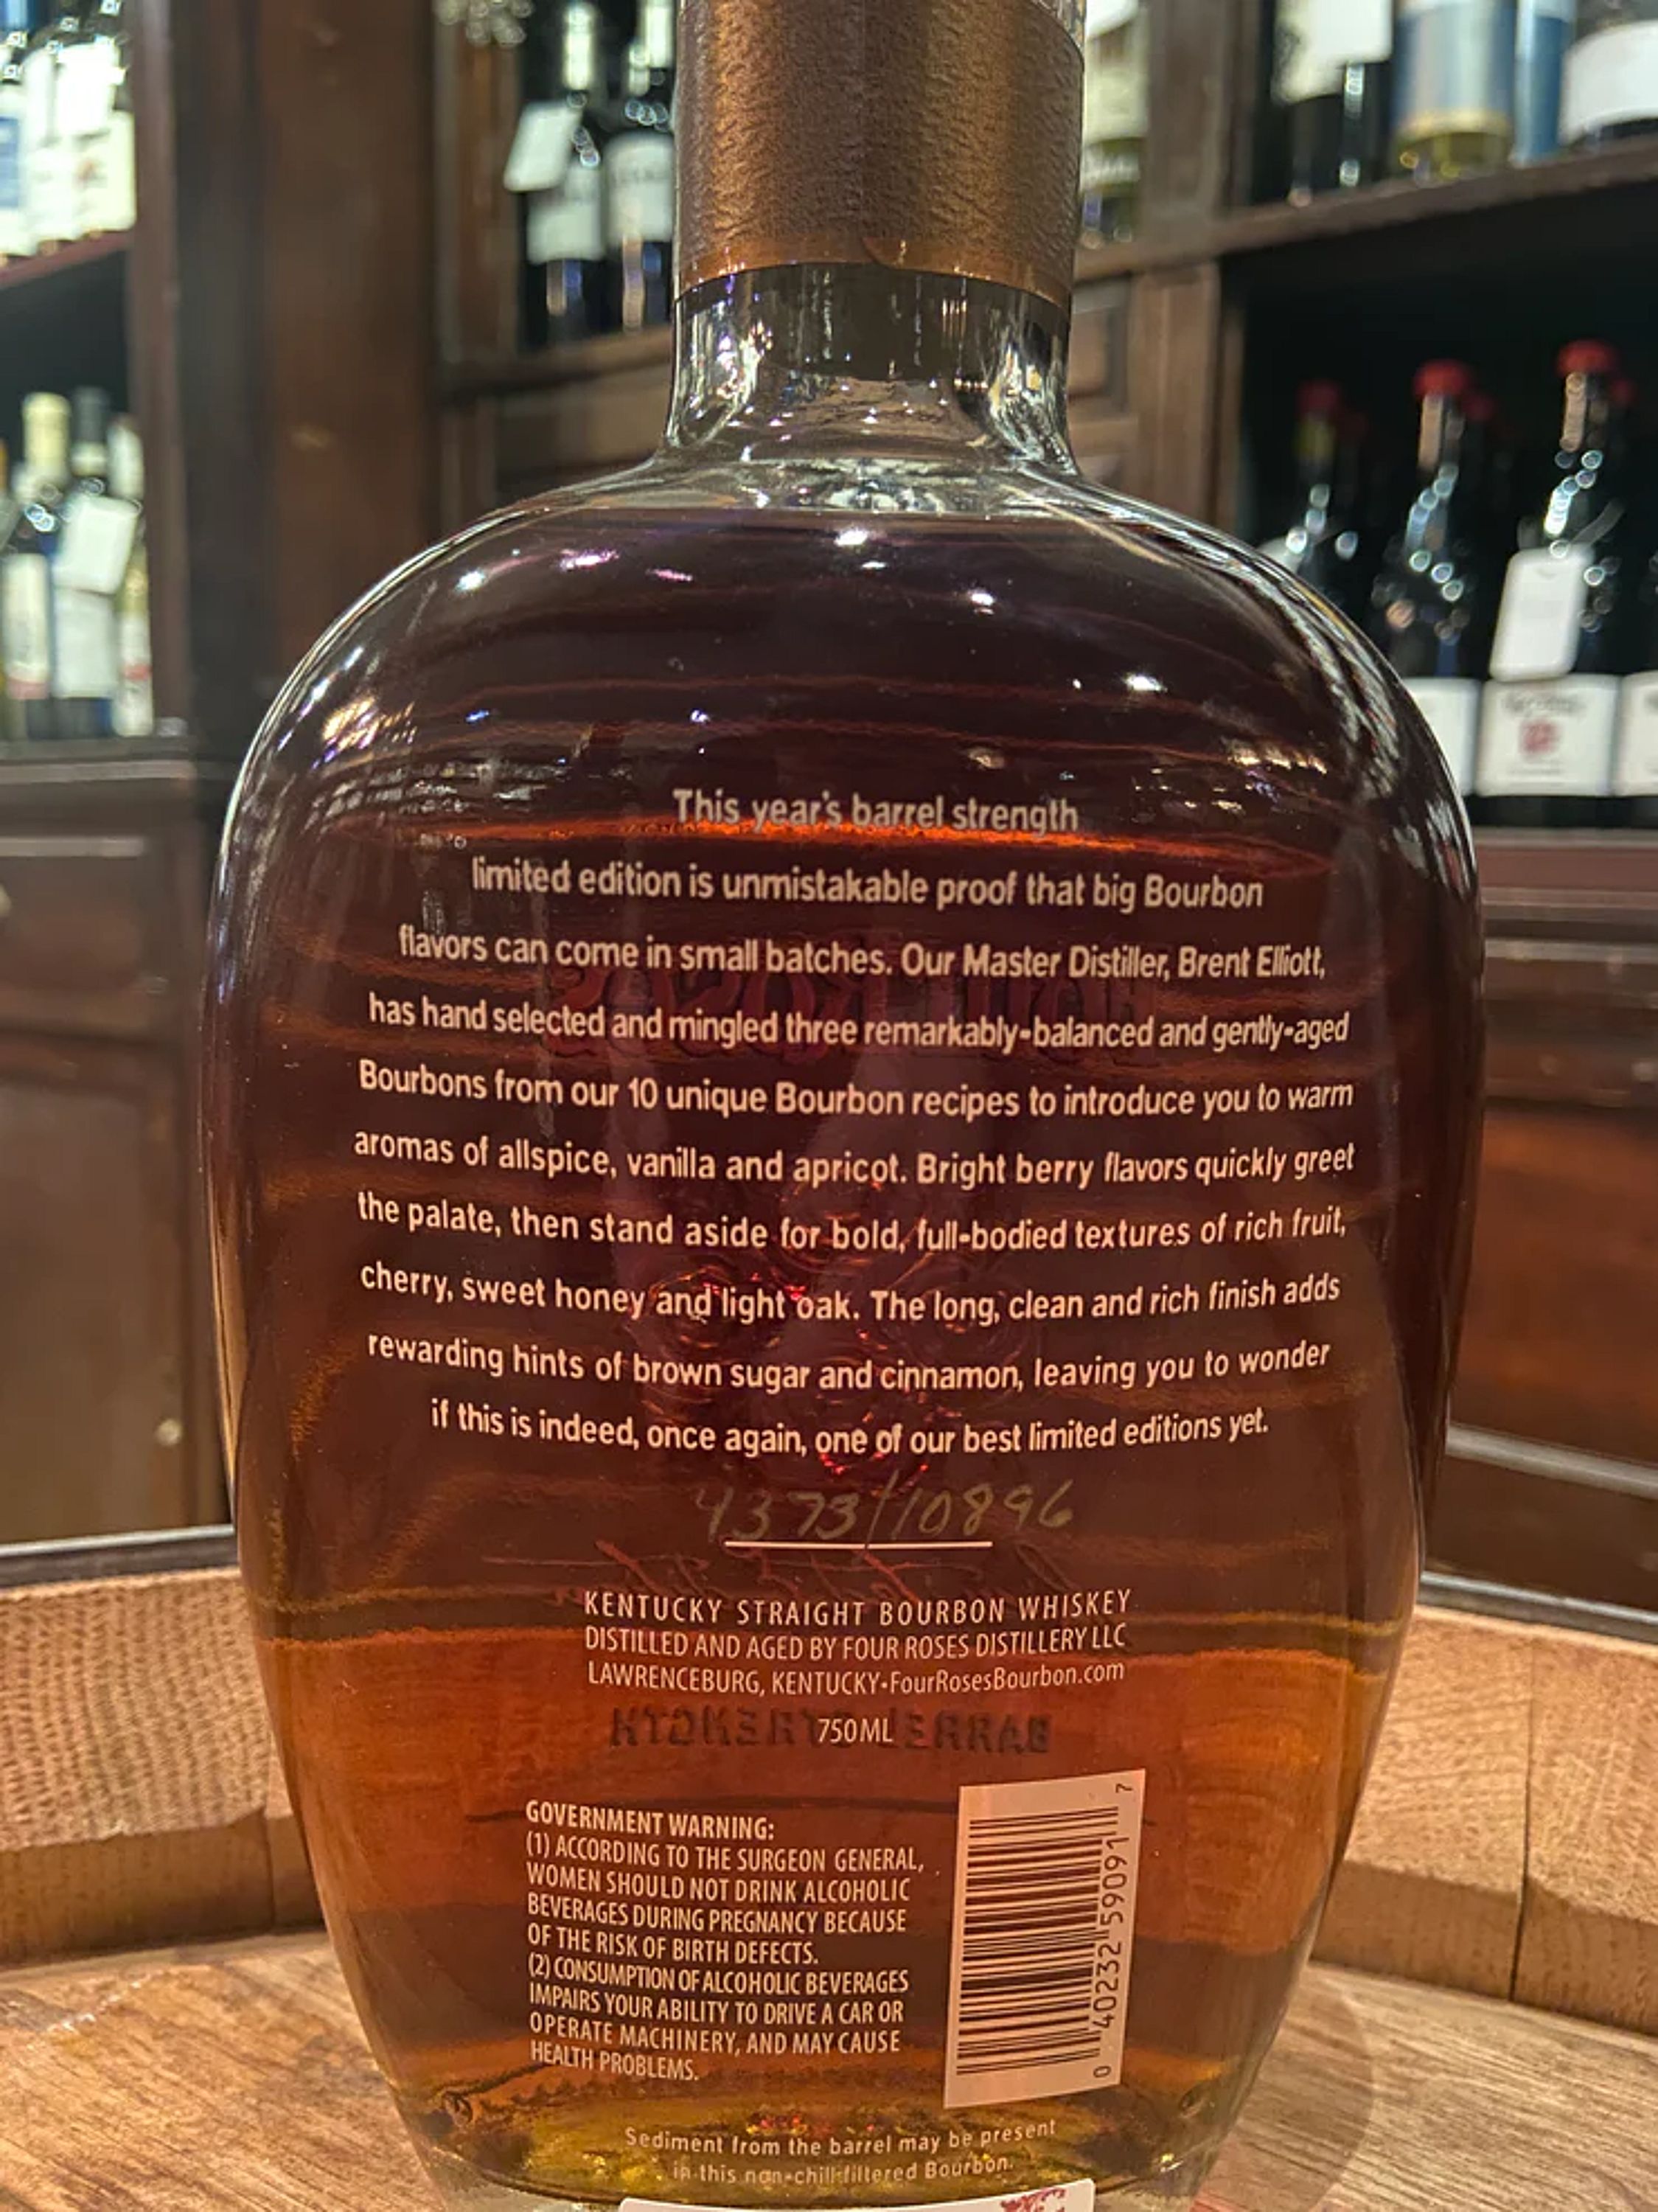 This year's barrel strength
limited edition is unmistakable proof that big Bourbon
flavors can come in small batches. Our Master Distiller, Brent Elliott,
has hand selected and mingled three remarkably-balanced and gently-aged
Bourbons from our 10 unique Bourbon recipes to introduce you to warm
aromas of allspice, vanilla and apricot. Bright berry flavors quickly greet
the palate, then stand aside for bold, full-bodied textures of rich fruit,
cherry, sweet honey and light oak. The long, clean and rich finish adds
rewarding hints of brown sugar and cinnamon, leaving you to wonder
if this is indeed, once again, one of our best limited editions yet.
4373/10896
KENTUCKY STRAIGHT BOURBON WHISKEY
DISTILLED AND AGED BY FOUR ROSES DISTILLERY LLC
LAWRENCEBURG, KENTUCKY•FourRosesBourbon.com
750ML
GOVERNMENT WARNING:
(1) ACCORDING TO THE SURGEON GENERAL,
WOMEN SHOULD NOT DRINK ALCOHOLIC
BEVERAGES DURING PREGNANCY BECAUSE
OF THE RISK OF BIRTH DEFECTS.
(2) CONSUMPTION OF ALCOHOLIC BEVERAGES
IMPAIRS YOUR ABILITY TO DRIVE A CAR OR
OPERATE MACHINERY, AND MAY CAUSE
HEALTH PROBLEMS.
0 40232 59091 7
Sediment from the barrel may be present
in this non-chill-filtered Bourbon.